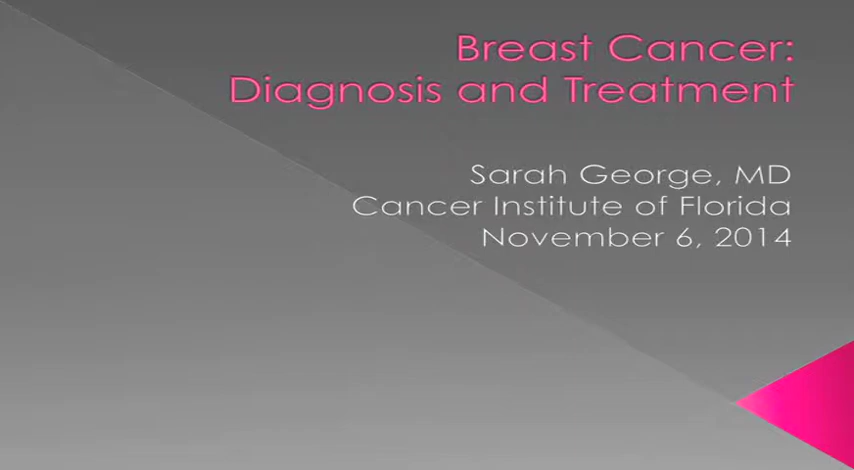 Breast Cancer:
Diagnosis and Treatment
Sarah George, MD
Cancer Institute of Florida
November 6, 2014